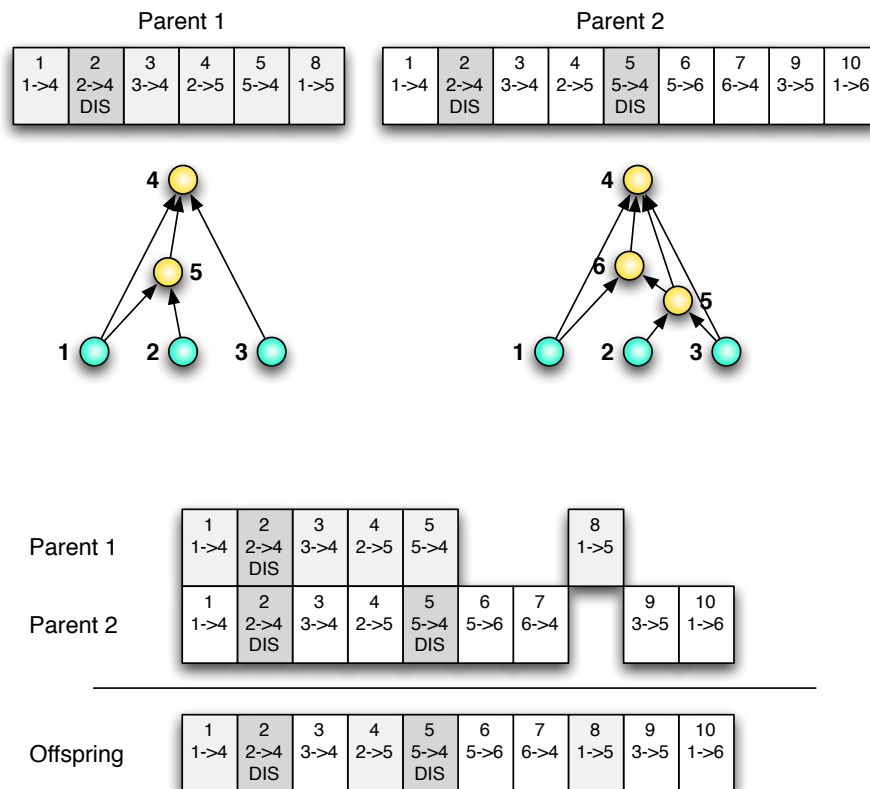 Parent 1
Parent 2
1 2 3 4 5 8
1->4 2->4 3->4 2->5 5->4 1->5
DIS
1 2 3 4 5 6 7 9 10
1->4 2->4 3->4 2->5 5->4 5->6 6->4 3->5 1->6
DIS DIS
4
5
1 2 3
4
6
5
1 2 3
Parent 1
1 2 3 4 5 8
1->4 2->4 3->4 2->5 5->4 1->5
DIS
Parent 2
1 2 3 4 5 6 7 9 10
1->4 2->4 3->4 2->5 5->4 5->6 6->4 3->5 1->6
DIS DIS
Offspring
1 2 3 4 5 6 7 8 9 10
1->4 2->4 3->4 2->5 5->4 5->6 6->4 1->5 3->5 1->6
DIS DIS